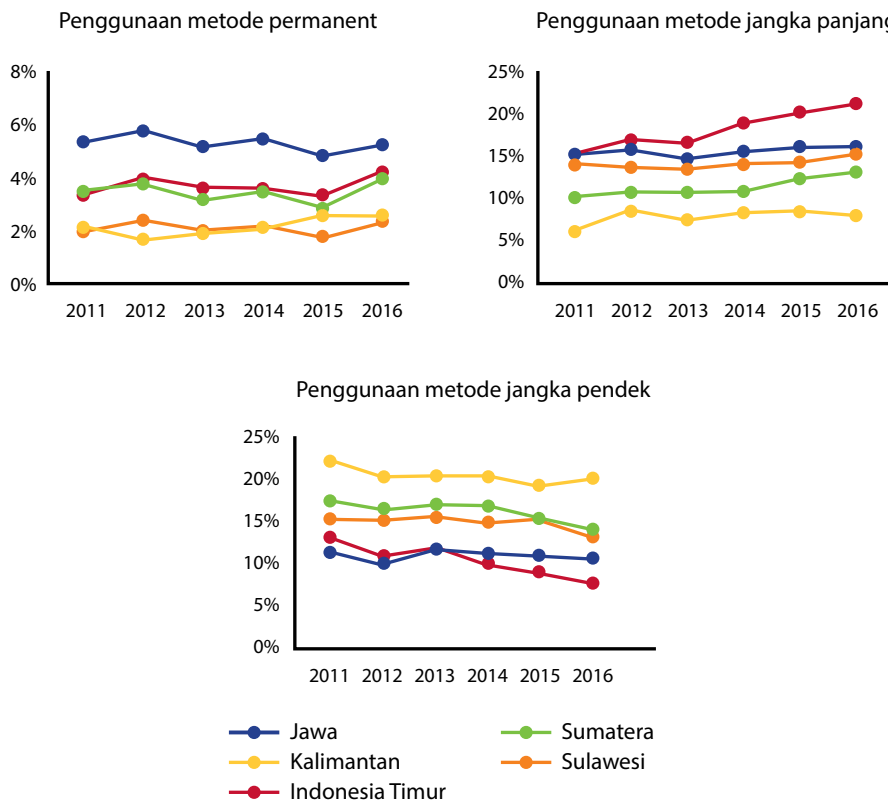 Penggunaan metode permanent
8%
6%
4%
2%
0%
2011 2012 2013 2014 2015 2016
Penggunaan metode jangka panjang
25%
20%
15%
10%
5%
0%
2011 2012 2013 2014 2015 2016
Penggunaan metode jangka pendek
25%
20%
15%
10%
5%
0%
2011 2012 2013 2014 2015 2016
Jawa
Kalimantan
Indonesia Timur
Sumatera
Sulawesi